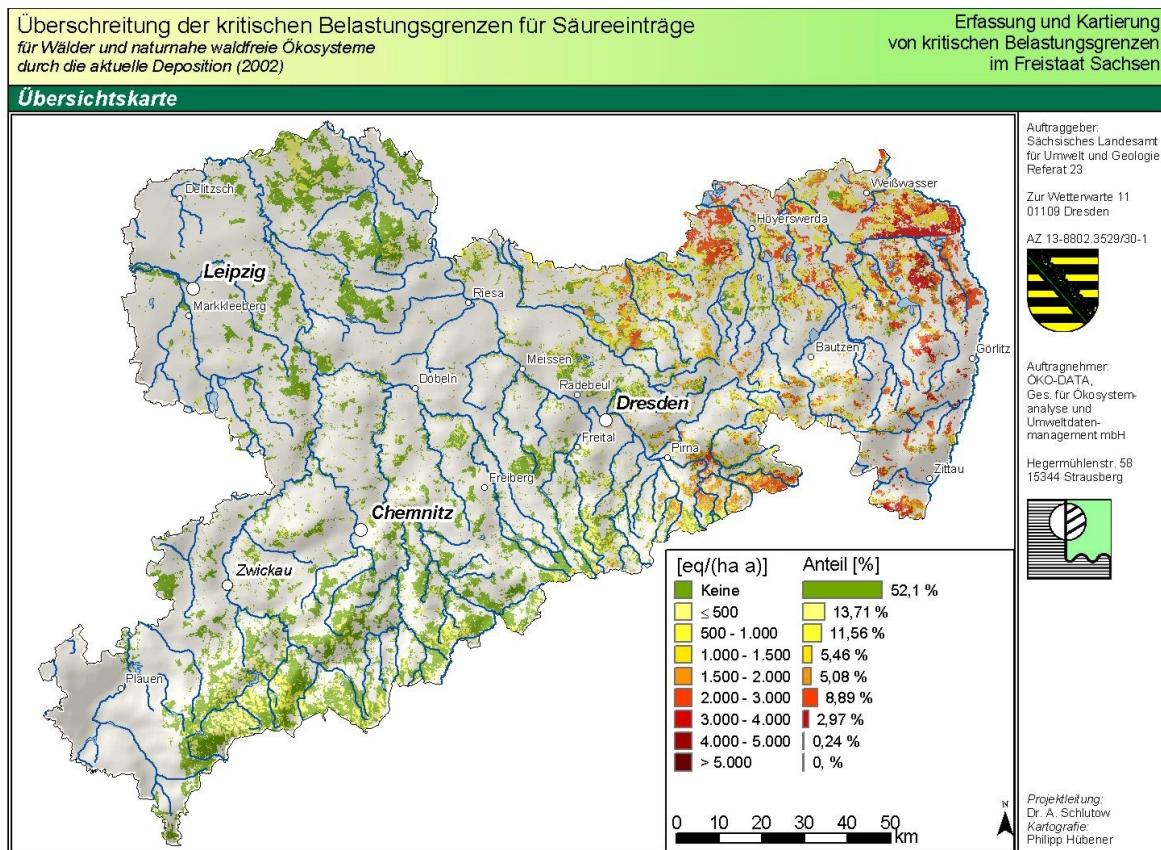 Überschreitung der kritischen Belastungsgrenzen für Säureeinträge
für Wälder und naturnahe waldfreie Ökosysteme
durch die aktuelle Deposition (2002)
Erfassung und Kartierung
von kritischen Belastungsgrenzen
im Freistaat Sachsen
Übersichtskarte
Auftraggeber:
Sächsisches Landesamt
für Umwelt und Geologie
Referat 23
Zur Wetterwarte 11
01109 Dresden
AZ 13-8802.3529/30-1
Auftragnehmer:
ÖKO-DATA,
Ges. für Ökosystem-
analyse und
Umweltdaten-
management mbH
Hegermühlenstr. 58
15344 Strausberg
Projektleitung:
Dr. A. Schlutow
Kartografie:
Philipp Hübener
Delitzsch
Weißwasser
Hoyerswerda
Leipzig
Markkleeberg
Riesa
Bautzen
Görlitz
Meissen
Döbeln
Radebeul
Dresden
Freital
Pirna
Zittau
Freiberg
Chemnitz
Zwickau
Plauen
[eq/(ha a)] Anteil [%]
Keine 52,1 %
≤ 500 13,71 %
500 - 1.000 11,56 %
1.000 - 1.500 5,46 %
1.500 - 2.000 5,08 %
2.000 - 3.000 8,89 %
3.000 - 4.000 2,97 %
4.000 - 5.000 0,24 %
> 5.000 0, %
0 10 20 30 40 50
km
N